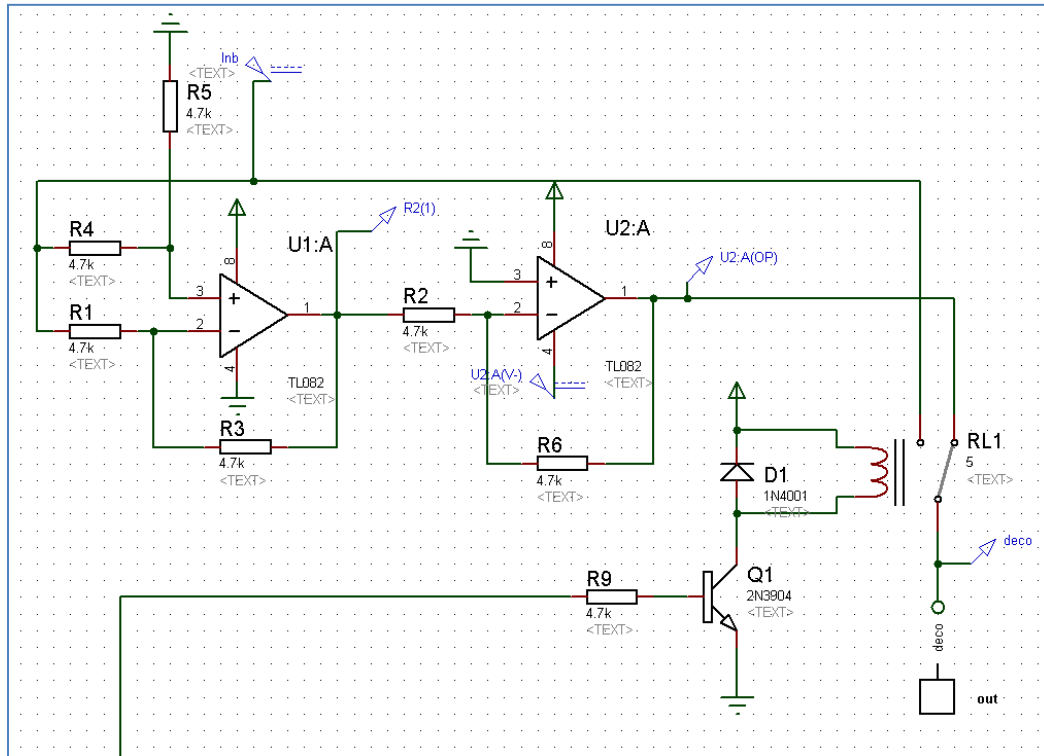 Inb
<TEXT>
R5
4.7k
<TEXT>
R4
4.7k
<TEXT>
R1
4.7k
<TEXT>
8
3
2
4
1
+
−
U1:A
TL082
<TEXT>
R3
4.7k
<TEXT>
R2(1)
R2
4.7k
<TEXT>
U2:A
8
3
2
4
1
+
−
TL082
<TEXT>
U2:A(V-)
<TEXT>
U2:A(OP)
R6
4.7k
<TEXT>
D1
1N4001
<TEXT>
RL1
5
<TEXT>
deco
R9
4.7k
<TEXT>
Q1
2N3904
<TEXT>
deco
out